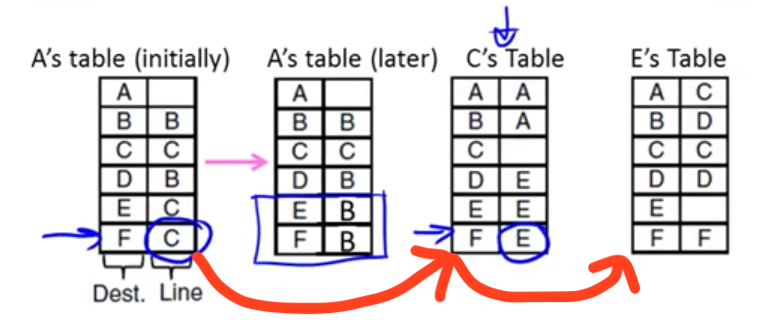 A's table (initially) A's table (later) C's Table E's Table
A A A A A C
B B B B B A B D
C C C C C C C
D B D B D E D D
E C E B E E E
F C F B F E F F
Dest. Line